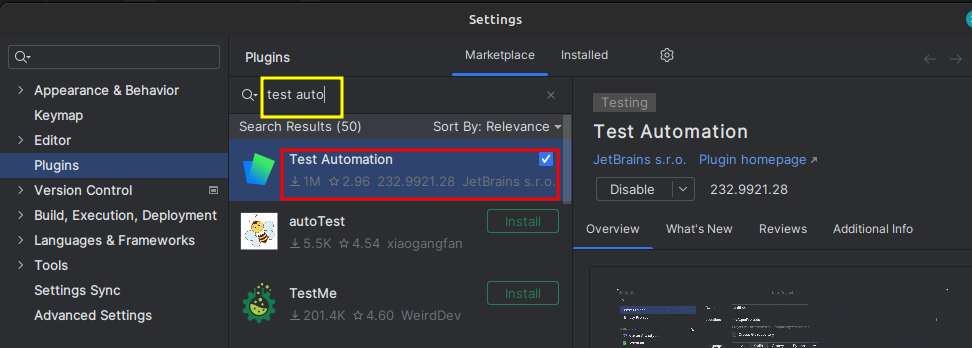 Settings
Plugins Marketplace Installed
Appearance & Behavior
Keymap
Editor
Plugins
Version Control
Build, Execution, Deployment
Languages & Frameworks
Tools
Settings Sync
Advanced Settings
test auto
Search Results (50) Sort By: Relevance
Test Automation
1M 2.96 232.9921.28 JetBrains s.r.o.
autoTest Install
5.5K 4.54 xiaogangfan
TestMe Install
201.4K 4.60 WeirdDev
Testing
Test Automation
JetBrains s.r.o. Plugin homepage
Disable 232.9921.28
Overview What's New Reviews Additional Info